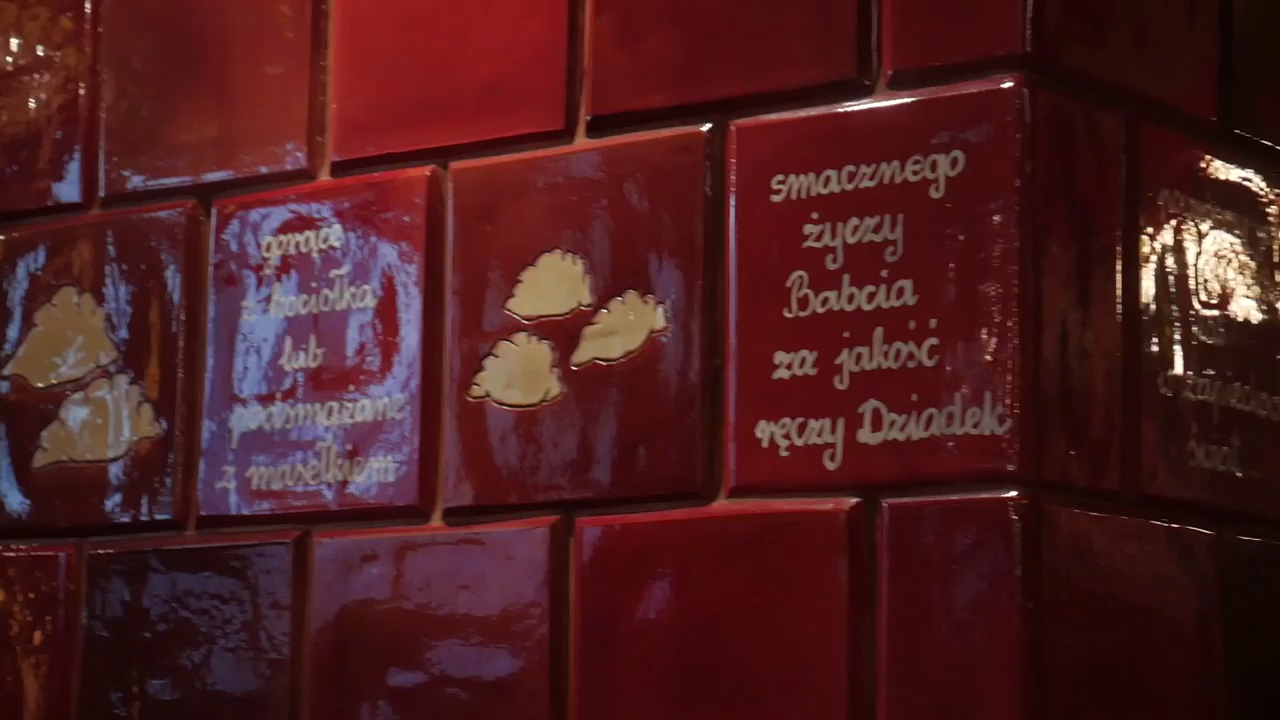 gorące
z kociołka
lub
podsmażane
z masełkiem
smacznego
życzy
Babcia
za jakość
ręczy Dziadek